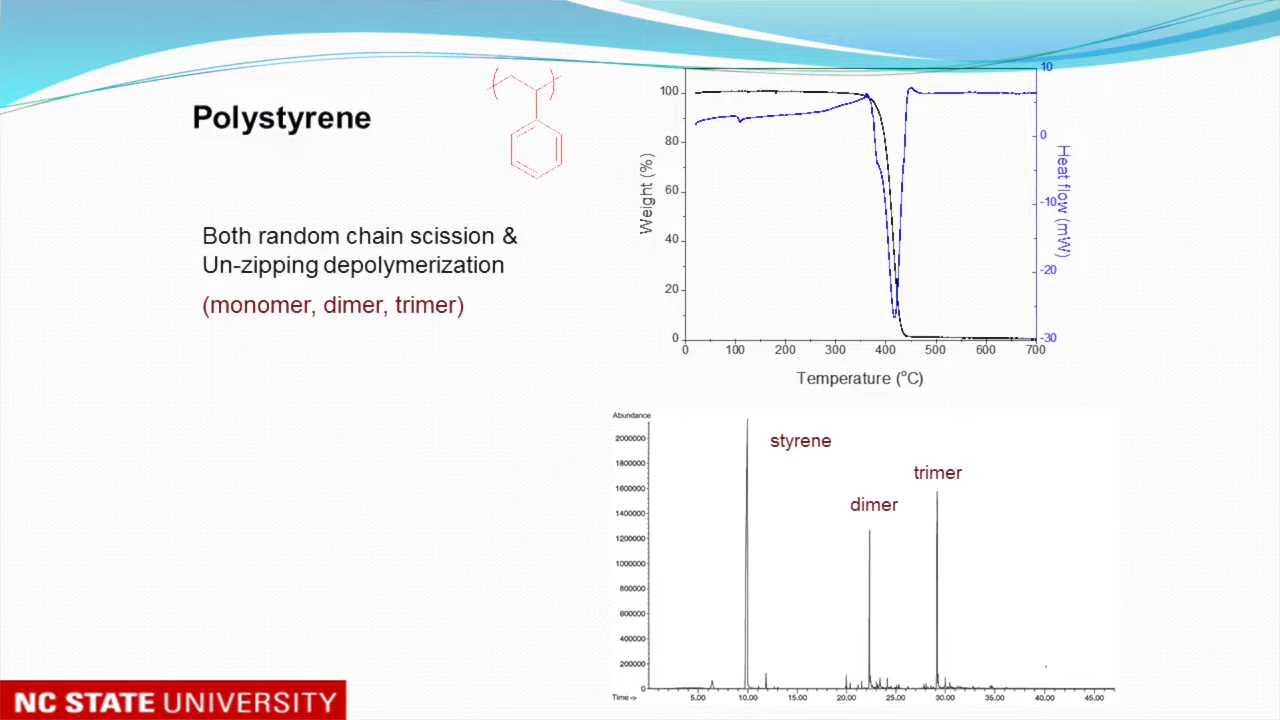 Polystyrene
Both random chain scission &
Un-zipping depolymerization
(monomer, dimer, trimer)
100
80
60
40
20
0
Weight (%)
0 100 200 300 400 500 600 700
Temperature (°C)
10
0
-10
-20
-30
Heat flow (mW)
Abundance
2000000
1800000
1600000
1400000
1200000
1000000
800000
600000
400000
200000
0
Time->
5.00 10.00 15.00 20.00 25.00 30.00 35.00 40.00 45.00
styrene
trimer
dimer
NC STATE UNIVERSITY